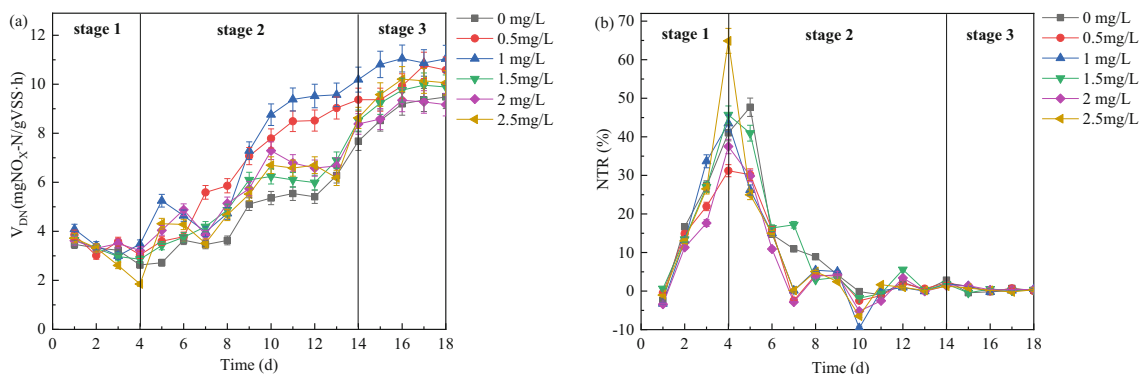 (a)
stage 1
stage 2
stage 3
0 mg/L
0.5mg/L
1 mg/L
1.5mg/L
2 mg/L
2.5mg/L
V_DN(mgNO_X-N/gVSS·h)
12
10
8
6
4
2
0
0 2 4 6 8 10 12 14 16 18
Time (d)
(b)
stage 1
stage 2
stage 3
0 mg/L
0.5mg/L
1 mg/L
1.5mg/L
2 mg/L
2.5mg/L
NTR (%)
70
60
50
40
30
20
10
0
-10
0 2 4 6 8 10 12 14 16 18
Time (d)